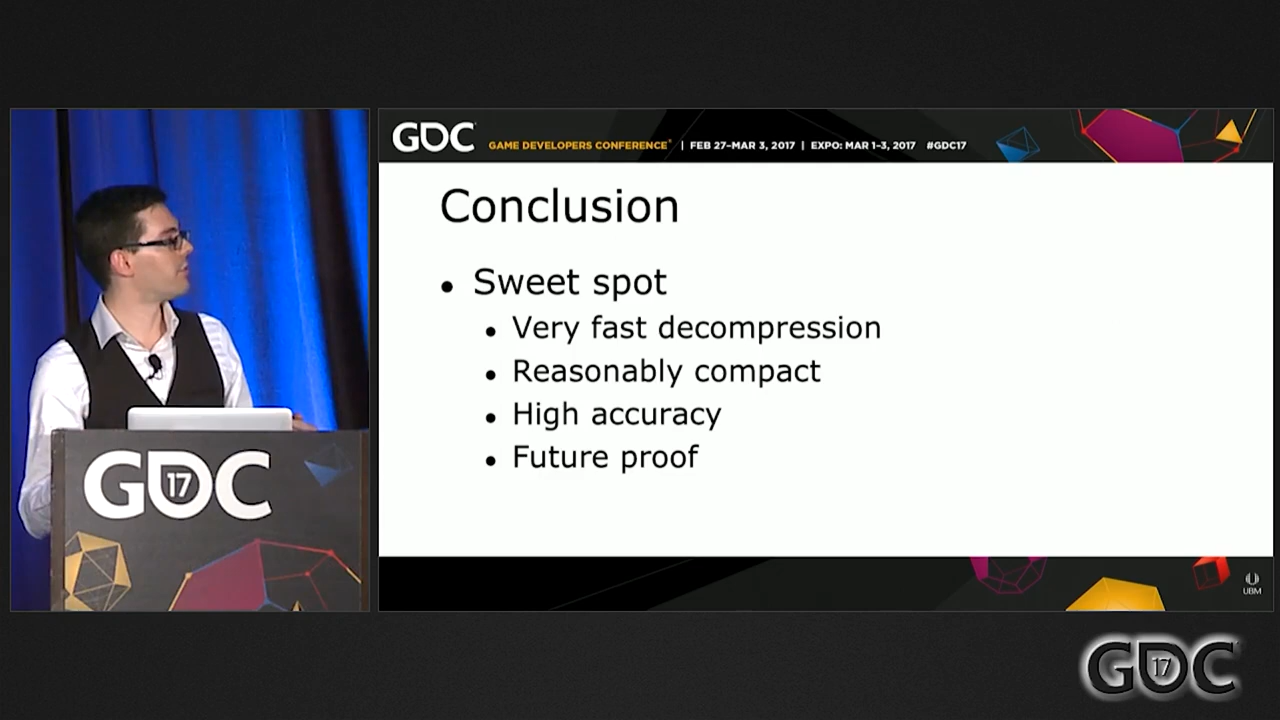 GDC
GAME DEVELOPERS CONFERENCE® | FEB 27–MAR 3, 2017 | EXPO: MAR 1–3, 2017 #GDC17
Conclusion
• Sweet spot
• Very fast decompression
• Reasonably compact
• High accuracy
• Future proof
GDC 17
UBM
GDC 17